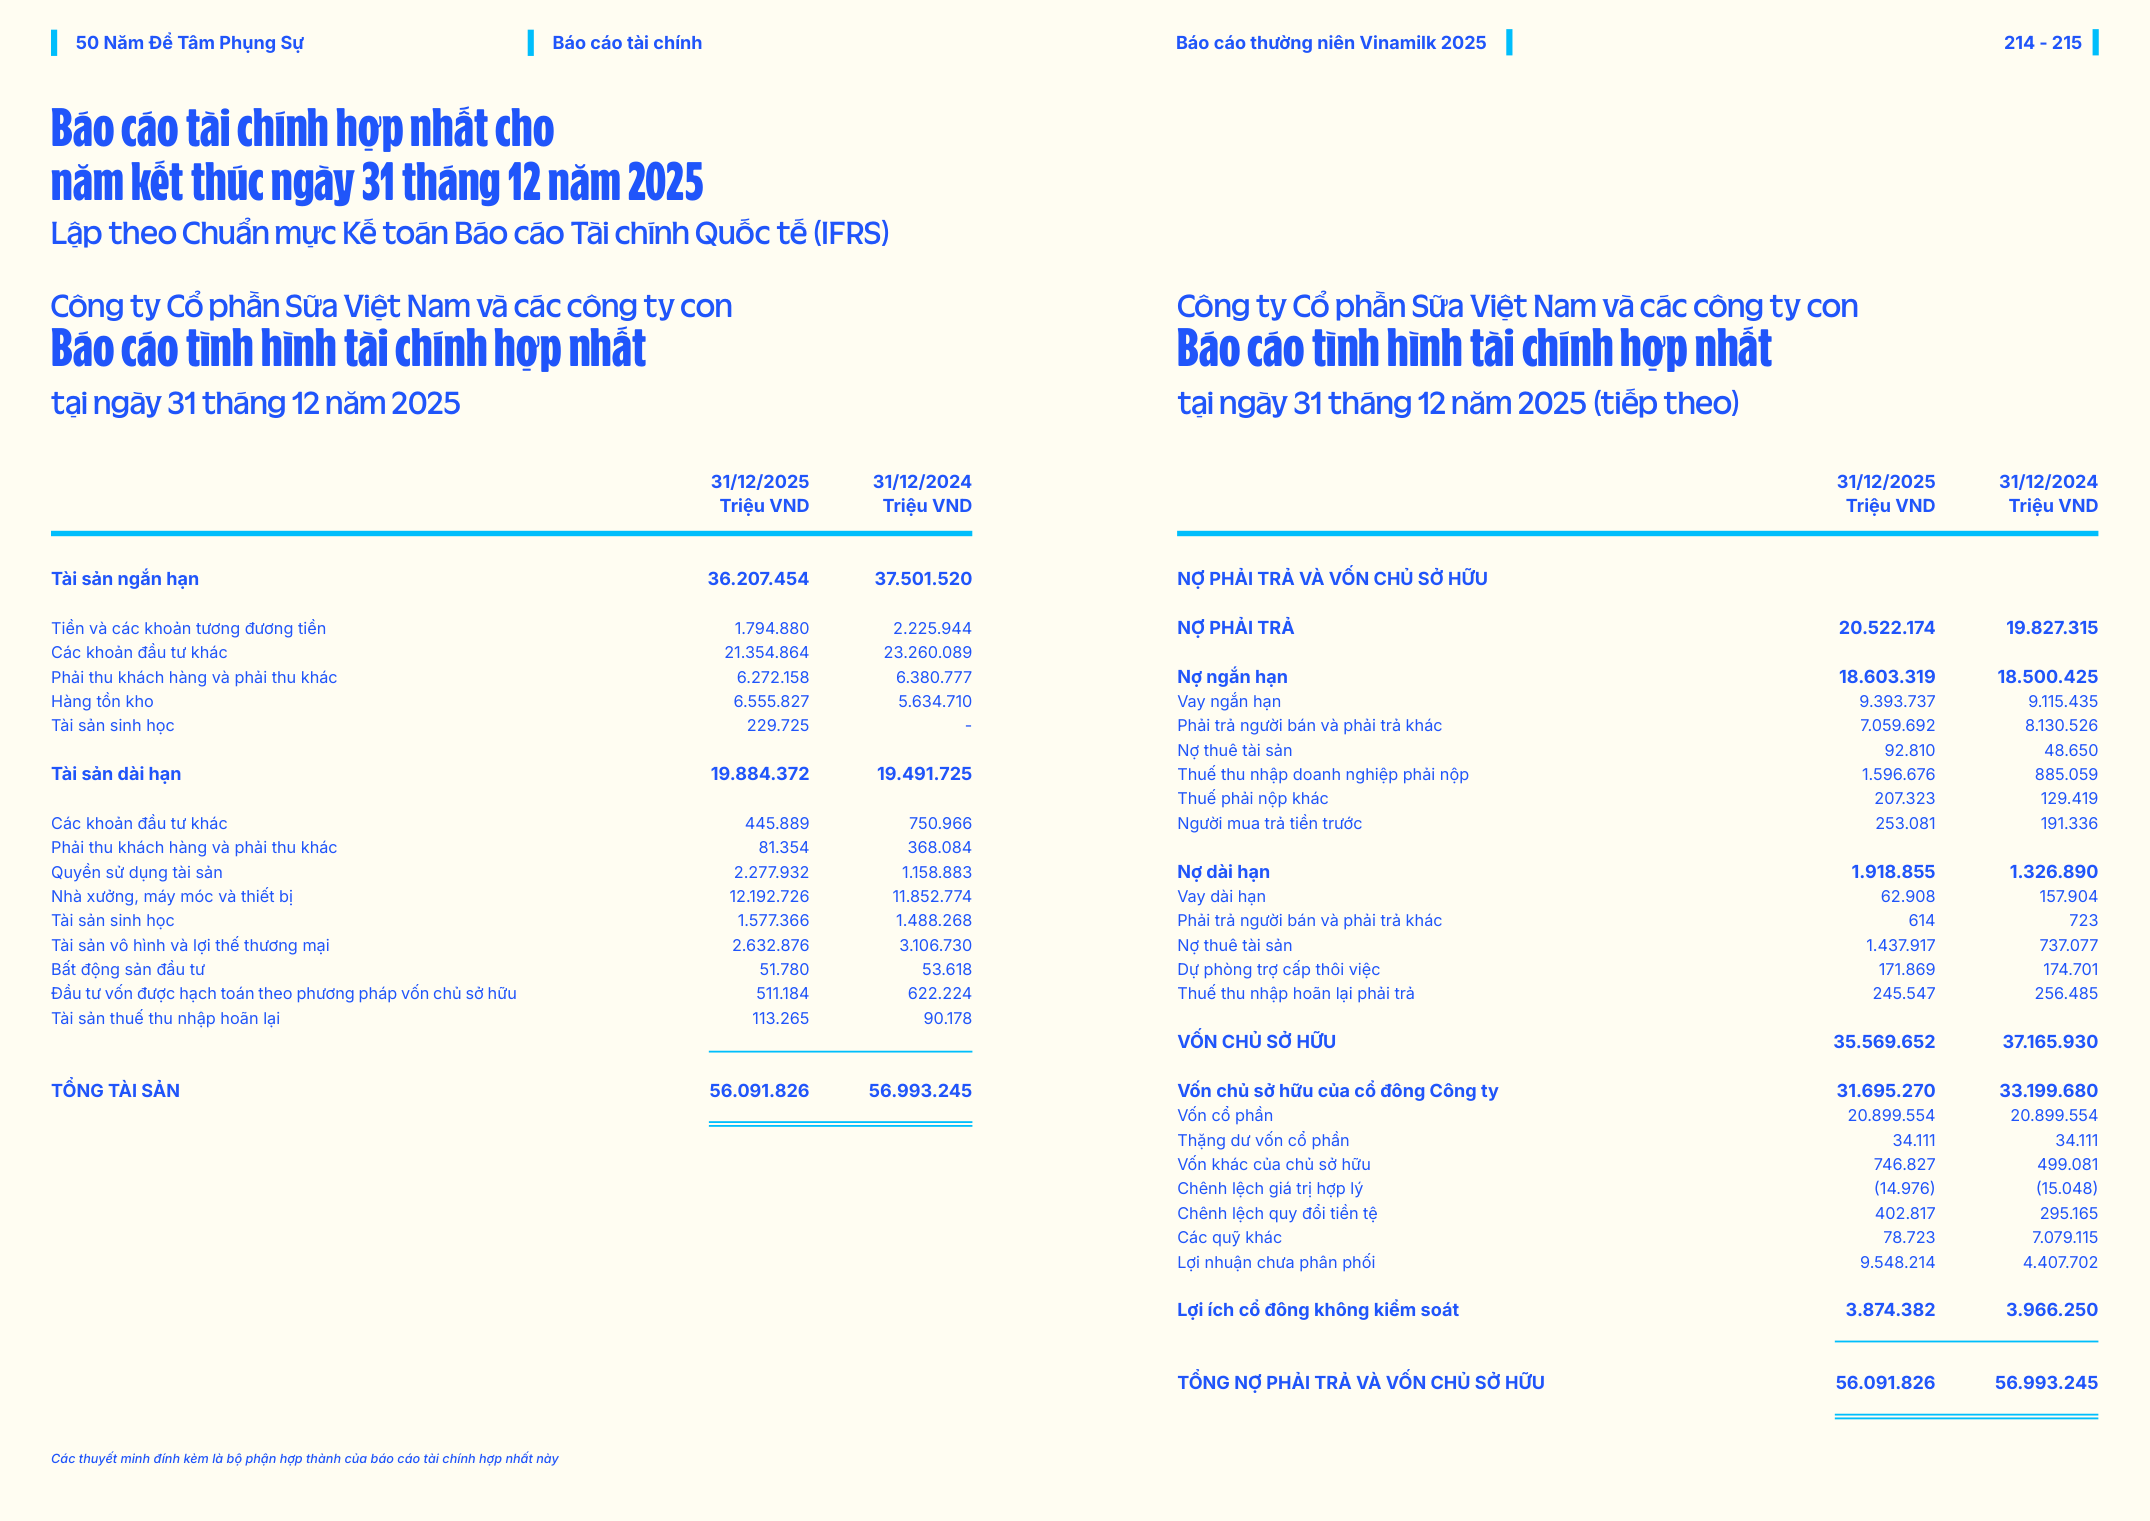 50 Năm Để Tâm Phụng Sự
Báo cáo tài chính
Báo cáo thường niên Vinamilk 2025
214 - 215
Báo cáo tài chính hợp nhất cho
năm kết thúc ngày 31 tháng 12 năm 2025
Lập theo Chuẩn mực Kế toán Báo cáo Tài chính Quốc tế (IFRS)
Công ty Cổ phần Sữa Việt Nam và các công ty con
Báo cáo tình hình tài chính hợp nhất
tại ngày 31 tháng 12 năm 2025
31/12/2025 31/12/2024
Triệu VND Triệu VND
Tài sản ngắn hạn 36.207.454 37.501.520
Tiền và các khoản tương đương tiền 1.794.880 2.225.944
Các khoản đầu tư khác 21.354.864 23.260.089
Phải thu khách hàng và phải thu khác 6.272.158 6.380.777
Hàng tồn kho 6.555.827 5.634.710
Tài sản sinh học 229.725 -
Tài sản dài hạn 19.884.372 19.491.725
Các khoản đầu tư khác 445.889 750.966
Phải thu khách hàng và phải thu khác 81.354 368.084
Quyền sử dụng tài sản 2.277.932 1.158.883
Nhà xưởng, máy móc và thiết bị 12.192.726 11.852.774
Tài sản sinh học 1.577.366 1.488.268
Tài sản vô hình và lợi thế thương mại 2.632.876 3.106.730
Bất động sản đầu tư 51.780 53.618
Đầu tư vốn được hạch toán theo phương pháp vốn chủ sở hữu 511.184 622.224
Tài sản thuế thu nhập hoãn lại 113.265 90.178
TỔNG TÀI SẢN 56.091.826 56.993.245
Các thuyết minh đính kèm là bộ phận hợp thành của báo cáo tài chính hợp nhất này
Công ty Cổ phần Sữa Việt Nam và các công ty con
Báo cáo tình hình tài chính hợp nhất
tại ngày 31 tháng 12 năm 2025 (tiếp theo)
31/12/2025 31/12/2024
Triệu VND Triệu VND
NỢ PHẢI TRẢ VÀ VỐN CHỦ SỞ HỮU
NỢ PHẢI TRẢ 20.522.174 19.827.315
Nợ ngắn hạn 18.603.319 18.500.425
Vay ngắn hạn 9.393.737 9.115.435
Phải trả người bán và phải trả khác 7.059.692 8.130.526
Nợ thuê tài sản 92.810 48.650
Thuế thu nhập doanh nghiệp phải nộp 1.596.676 885.059
Thuế phải nộp khác 207.323 129.419
Người mua trả tiền trước 253.081 191.336
Nợ dài hạn 1.918.855 1.326.890
Vay dài hạn 62.908 157.904
Phải trả người bán và phải trả khác 614 723
Nợ thuê tài sản 1.437.917 737.077
Dự phòng trợ cấp thôi việc 171.869 174.701
Thuế thu nhập hoãn lại phải trả 245.547 256.485
VỐN CHỦ SỞ HỮU 35.569.652 37.165.930
Vốn chủ sở hữu của cổ đông Công ty 31.695.270 33.199.680
Vốn cổ phần 20.899.554 20.899.554
Thặng dư vốn cổ phần 34.111 34.111
Vốn khác của chủ sở hữu 746.827 499.081
Chênh lệch giá trị hợp lý (14.976) (15.048)
Chênh lệch quy đổi tiền tệ 402.817 295.165
Các quỹ khác 78.723 7.079.115
Lợi nhuận chưa phân phối 9.548.214 4.407.702
Lợi ích cổ đông không kiểm soát 3.874.382 3.966.250
TỔNG NỢ PHẢI TRẢ VÀ VỐN CHỦ SỞ HỮU 56.091.826 56.993.245